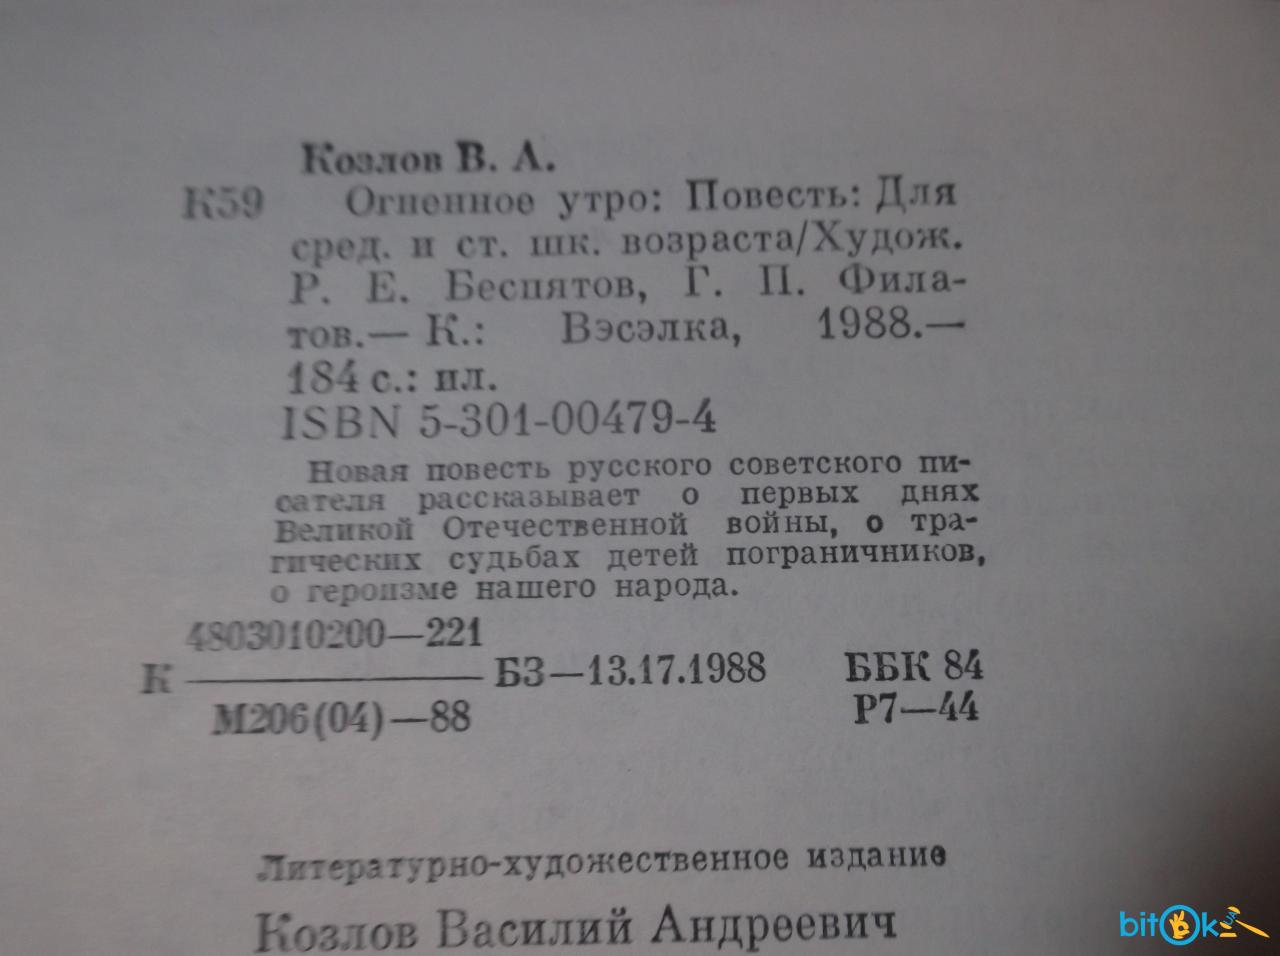 Козлов В. А.
К59 Огненное утро: Повесть: Для
сред. и ст. шк. возраста/Худож.
Р. Е. Беспятов, Г. П. Фила-
тов.— К.: Вэсэлка, 1988.—
184 с.: ил.
ISBN 5-301-00479-4
Новая повесть русского советского пи-
сателя рассказывает о первых днях
Великой Отечественной войны, о тра-
гических судьбах детей пограничников,
о героизме нашего народа.
4803010200—221
К БЗ—13.17.1988 ББК 84
М206(04)—88 Р7—44
Литературно-художественное издание
Козлов Василий Андреевич
bitOk UA